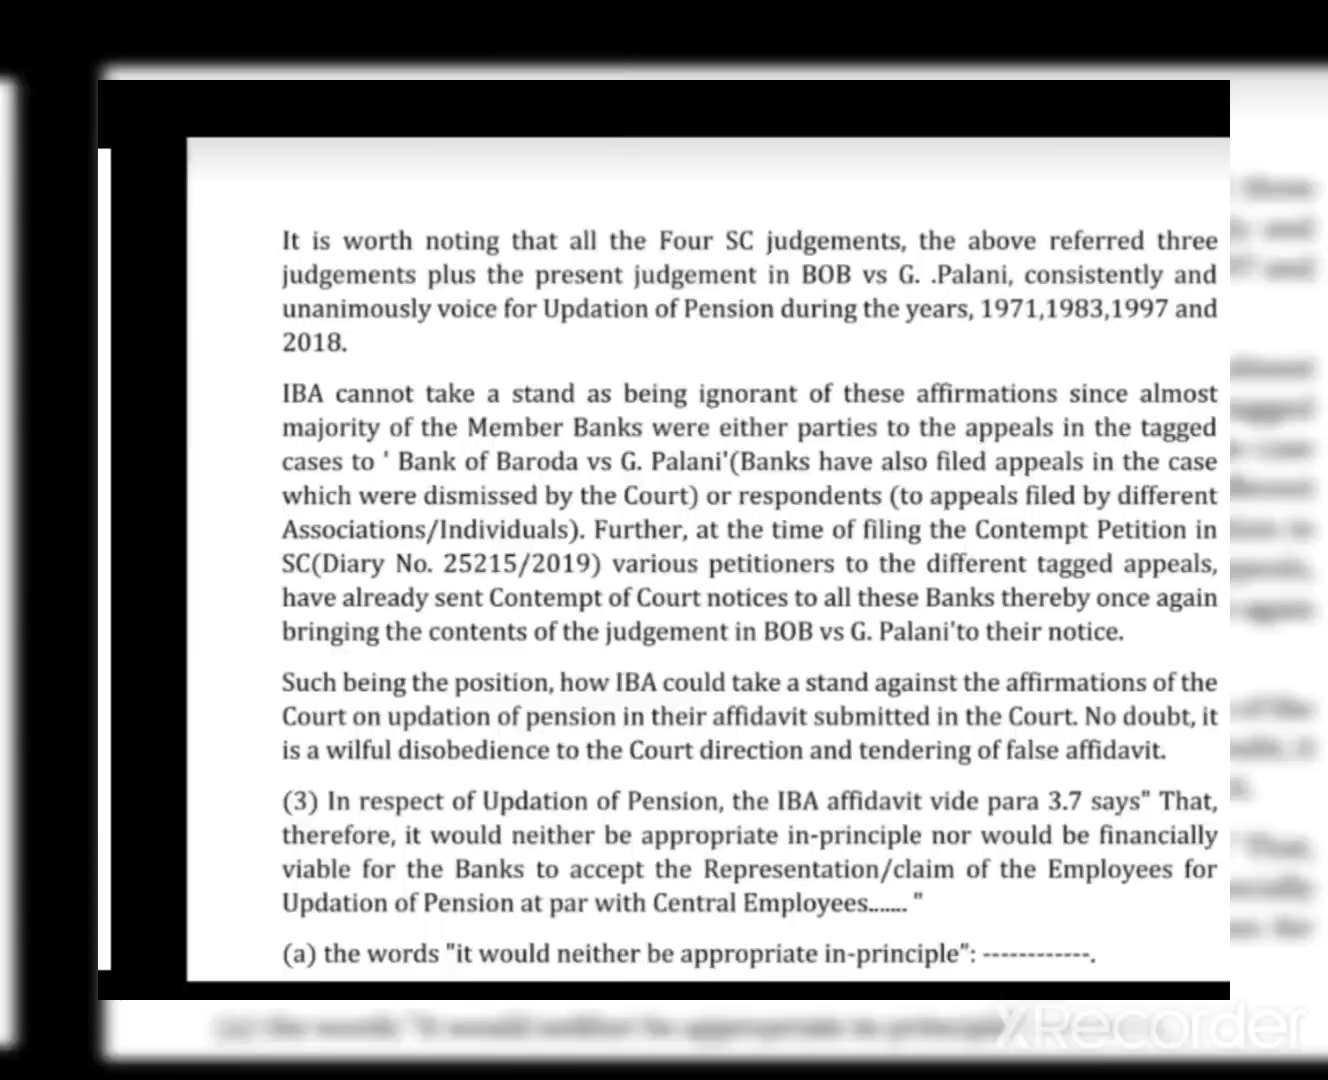 It is worth noting that all the Four SC judgements, the above referred three
judgements plus the present judgement in BOB vs G. .Palani, consistently and
unanimously voice for Updation of Pension during the years, 1971,1983,1997 and
2018.
IBA cannot take a stand as being ignorant of these affirmations since almost
majority of the Member Banks were either parties to the appeals in the tagged
cases to ' Bank of Baroda vs G. Palani'(Banks have also filed appeals in the case
which were dismissed by the Court) or respondents (to appeals filed by different
Associations/Individuals). Further, at the time of filing the Contempt Petition in
SC(Diary No. 25215/2019) various petitioners to the different tagged appeals,
have already sent Contempt of Court notices to all these Banks thereby once again
bringing the contents of the judgement in BOB vs G. Palani'to their notice.
Such being the position, how IBA could take a stand against the affirmations of the
Court on updation of pension in their affidavit submitted in the Court. No doubt, it
is a wilful disobedience to the Court direction and tendering of false affidavit.
(3) In respect of Updation of Pension, the IBA affidavit vide para 3.7 says" That,
therefore, it would neither be appropriate in-principle nor would be financially
viable for the Banks to accept the Representation/claim of the Employees for
Updation of Pension at par with Central Employees....... "
(a) the words "it would neither be appropriate in-principle": ------------.
XRecorder